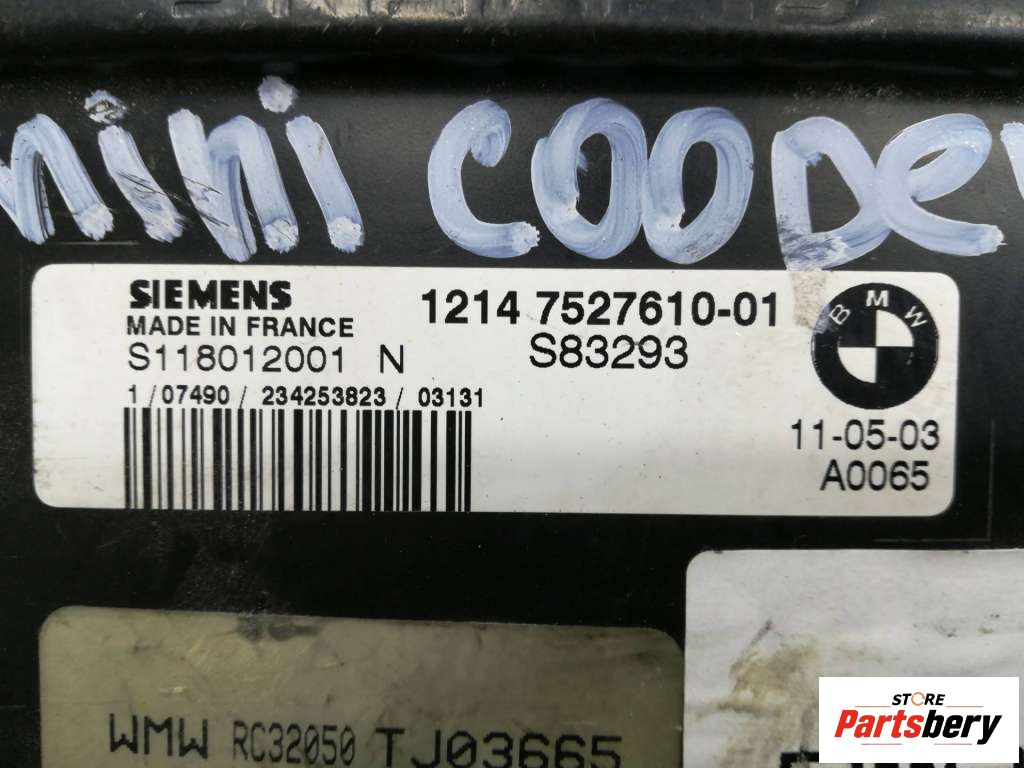 mini cooper
SIEMENS
MADE IN FRANCE
S118012001 N
1214 7527610-01
S83293
BMW
1/07490/234253823/03131
11-05-03
A0065
WMW RC32050 TJ03665
STORE
Partsbery